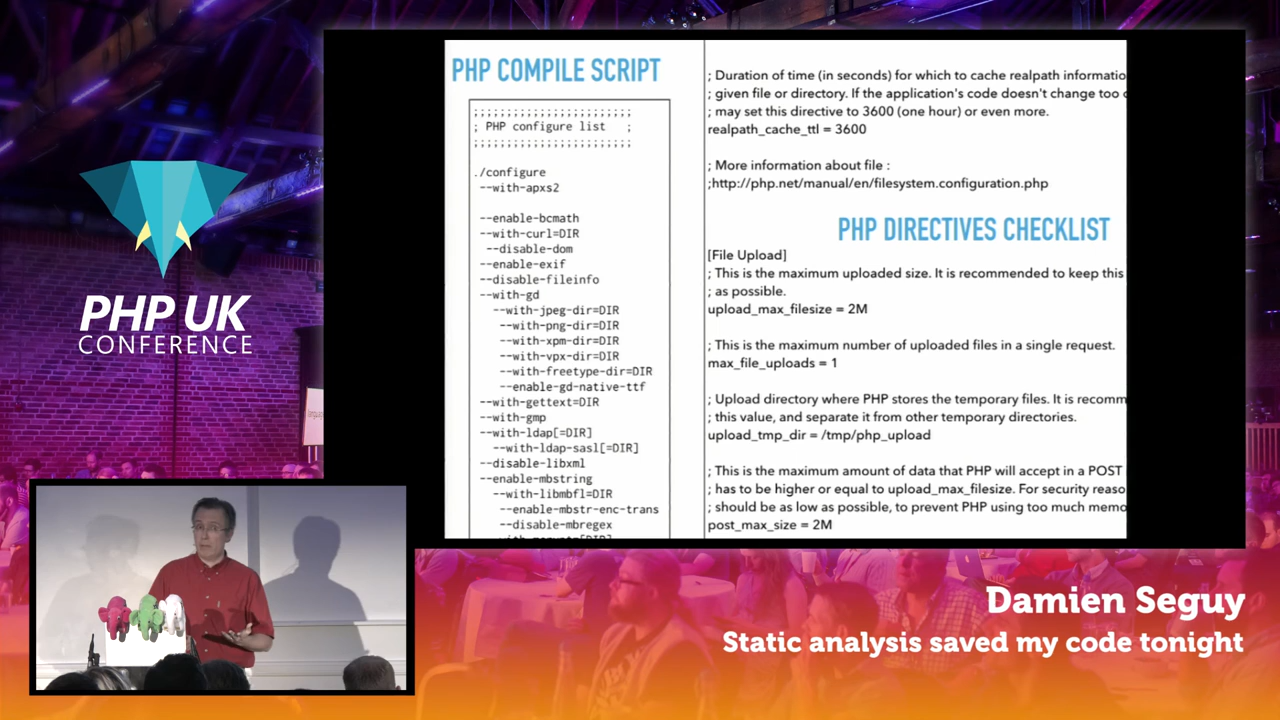 PHP COMPILE SCRIPT
;;;;;;;;;;;;;;;;;;;;;;;
; PHP configure list   ;
;;;;;;;;;;;;;;;;;;;;;;;
./configure
--with-apxs2
--enable-bcmath
--with-curl=DIR
--disable-dom
--enable-exif
--disable-fileinfo
--with-gd
--with-jpeg-dir=DIR
--with-png-dir=DIR
--with-xpm-dir=DIR
--with-vpx-dir=DIR
--with-freetype-dir=DIR
--enable-gd-native-ttf
--with-gettext=DIR
--with-gmp
--with-ldap[=DIR]
--with-ldap-sasl[=DIR]
--disable-libxml
--enable-mbstring
--with-libmbfl=DIR
--enable-mbstr-enc-trans
--disable-mbregex
; Duration of time (in seconds) for which to cache realpath informatio
; given file or directory. If the application's code doesn't change too
; may set this directive to 3600 (one hour) or even more.
realpath_cache_ttl = 3600
; More information about file :
;http://php.net/manual/en/filesystem.configuration.php
PHP DIRECTIVES CHECKLIST
[File Upload]
; This is the maximum uploaded size. It is recommended to keep this
; as possible.
upload_max_filesize = 2M
; This is the maximum number of uploaded files in a single request.
max_file_uploads = 1
; Upload directory where PHP stores the temporary files. It is recomm
; this value, and separate it from other temporary directories.
upload_tmp_dir = /tmp/php_upload
; This is the maximum amount of data that PHP will accept in a POST
; has to be higher or equal to upload_max_filesize. For security reaso
; should be as low as possible, to prevent PHP using too much memo
post_max_size = 2M
PHP UK
CONFERENCE
Damien Seguy
Static analysis saved my code tonight